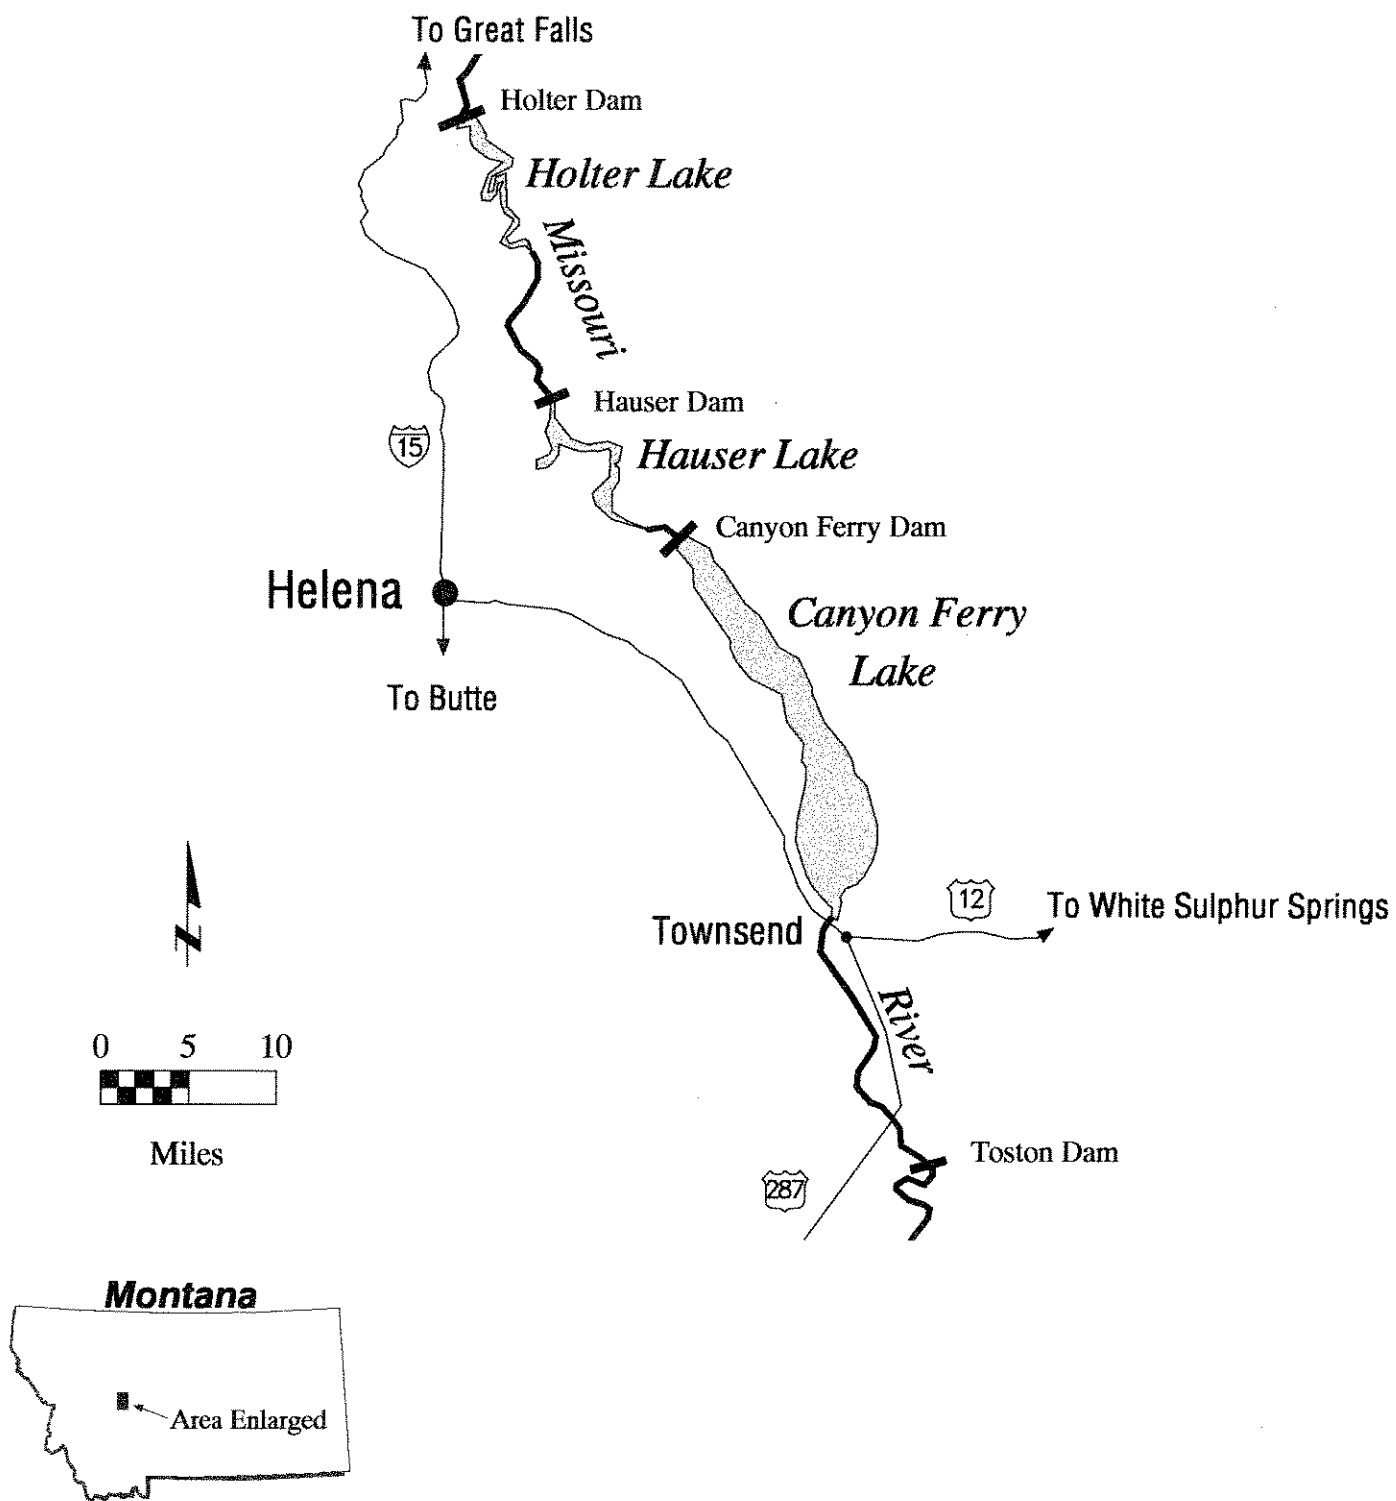 To Great Falls
Holter Dam
Holter Lake
Missouri
Hauser Dam
15
Hauser Lake
Canyon Ferry Dam
Helena
Canyon Ferry
Lake
To Butte
12
To White Sulphur Springs
Townsend
River
N
0 5 10
Miles
Toston Dam
287
Montana
Area Enlarged